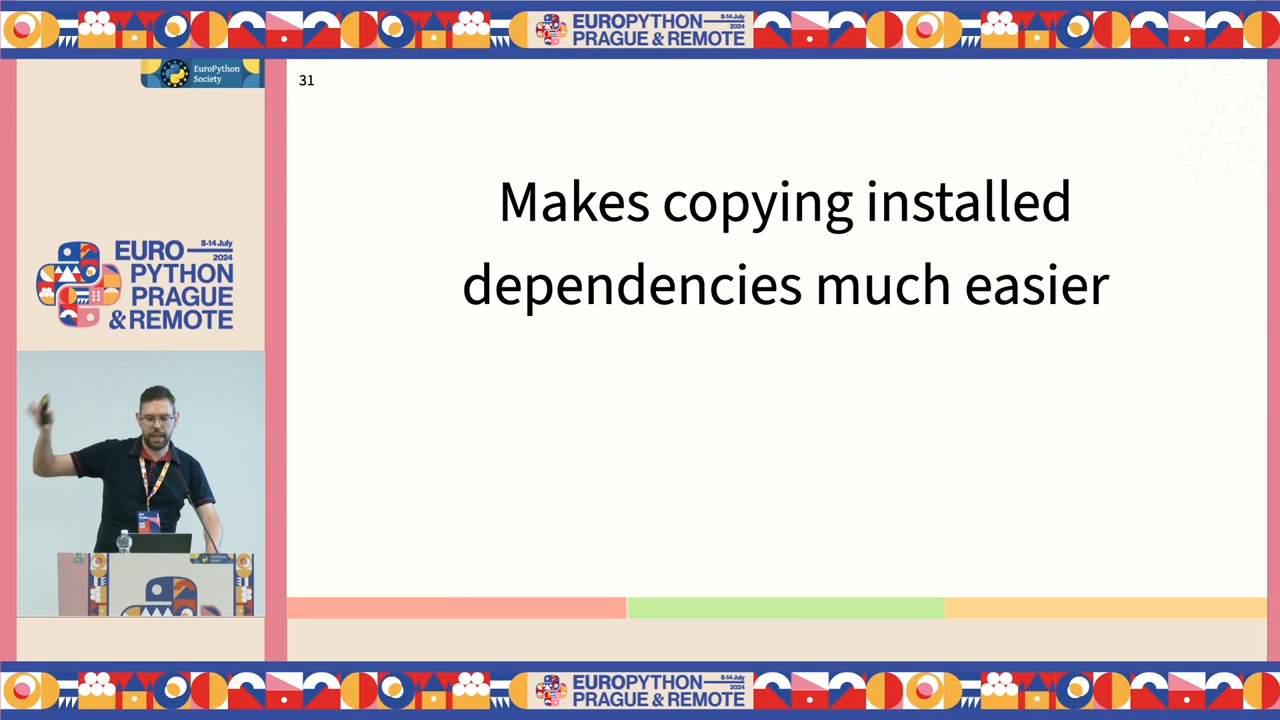 EUROPYTHON
8-14 July
2024
PRAGUE & REMOTE
EuroPython
Society
31
Makes copying installed
dependencies much easier
EURO
8-14 July
2024
PYTHON
PRAGUE
& REMOTE
EUROPYTHON
8-14 July
2024
PRAGUE & REMOTE